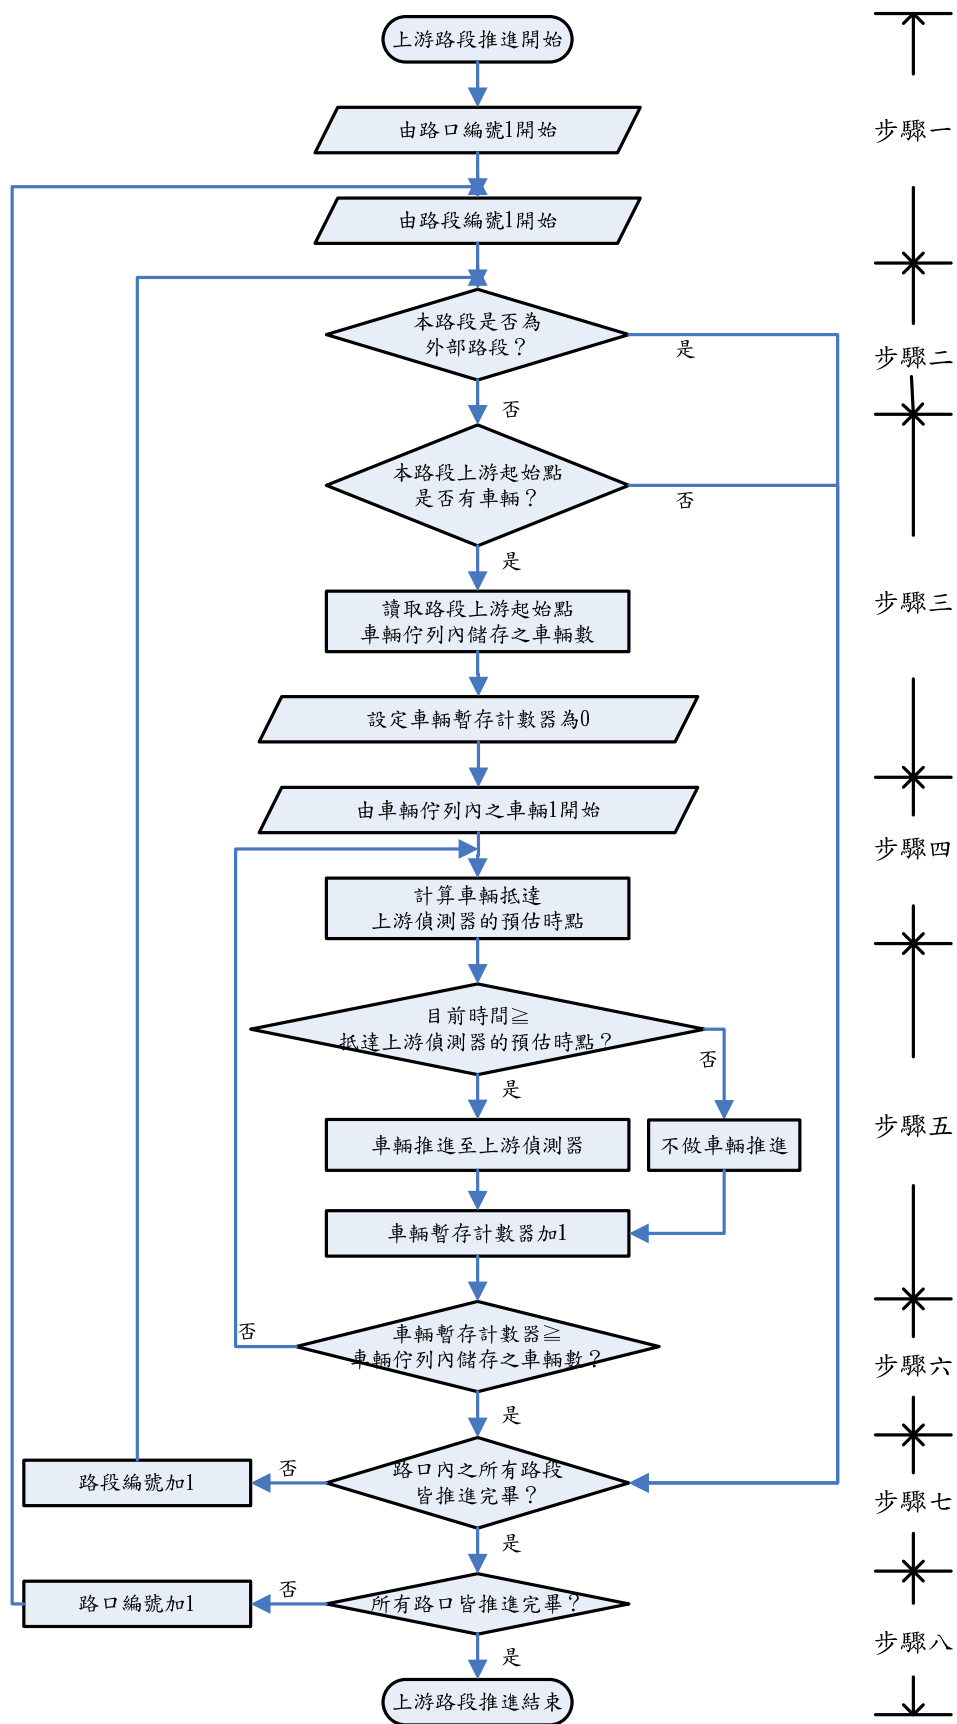 上游路段推進開始
由路口編號1開始
步驟一
由路段編號1開始
本路段是否為
外部路段？
是
步驟二
否
本路段上游起始點
是否有車輛？
否
是
讀取路段上游起始點
車輛佇列內儲存之車輛數
步驟三
設定車輛暫存計數器為0
由車輛佇列內之車輛1開始
步驟四
計算車輛抵達
上游偵測器的預估時點
目前時間≧
抵達上游偵測器的預估時點？
否
是
車輛推進至上游偵測器
不做車輛推進
步驟五
車輛暫存計數器加1
否
車輛暫存計數器≧
車輛佇列內儲存之車輛數？
步驟六
是
路口內之所有路段
皆推進完畢？
否
路段編號加1
步驟七
是
所有路口皆推進完畢？
否
路口編號加1
步驟八
是
上游路段推進結束